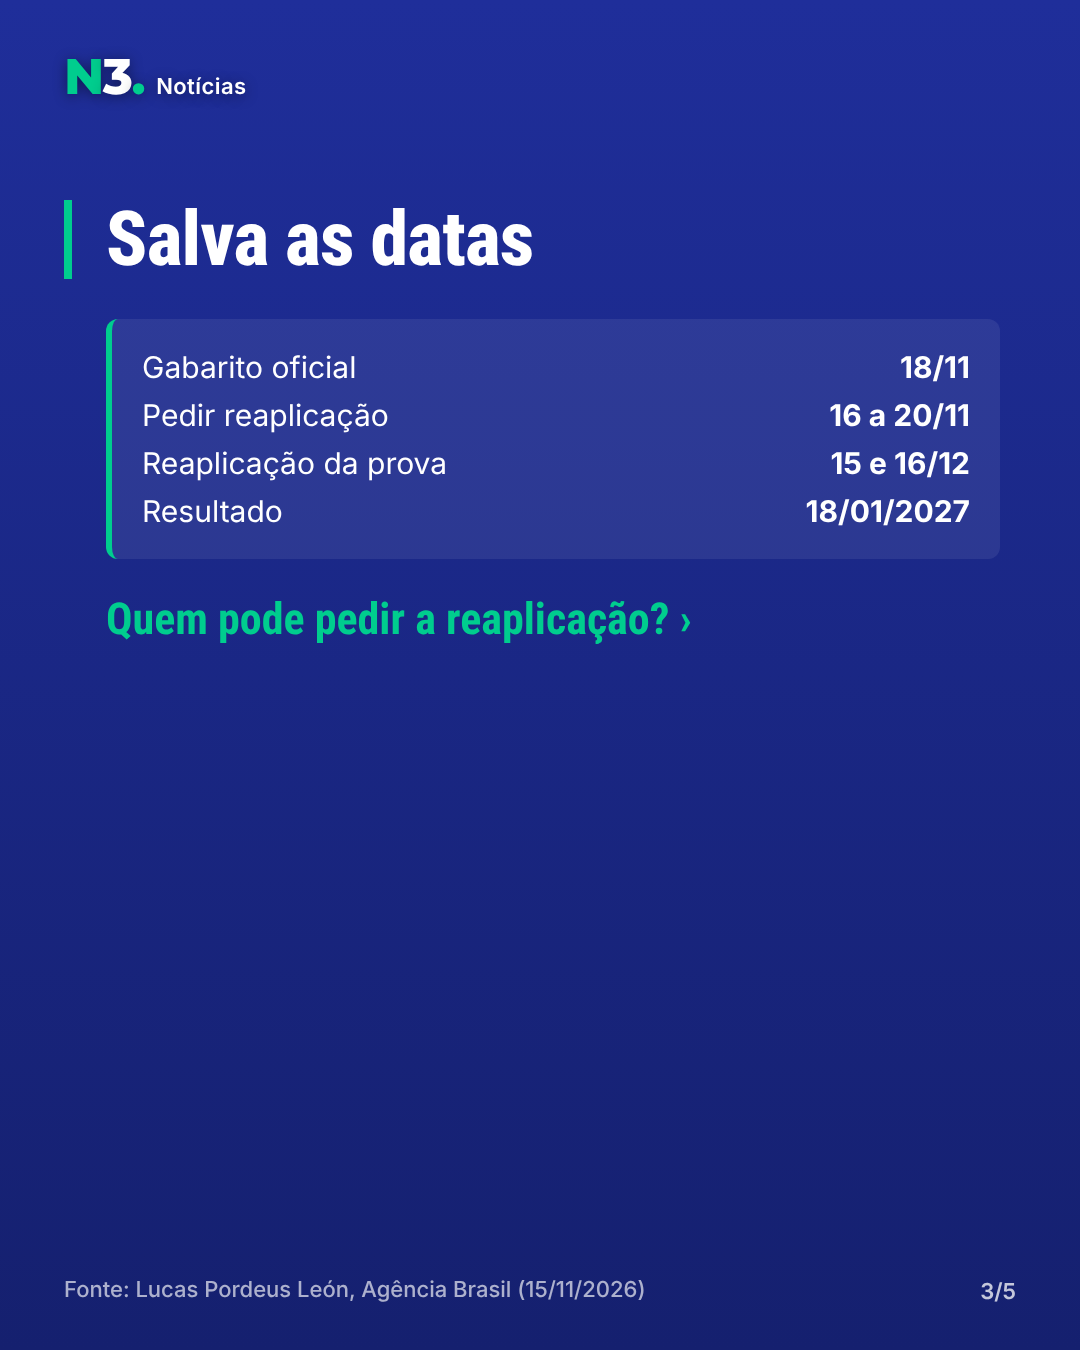 N3. Notícias
Salva as datas
Gabarito oficial 18/11
Pedir reaplicação 16 a 20/11
Reaplicação da prova 15 e 16/12
Resultado 18/01/2027
Quem pode pedir a reaplicação? ›
Fonte: Lucas Pordeus León, Agência Brasil (15/11/2026) 3/5